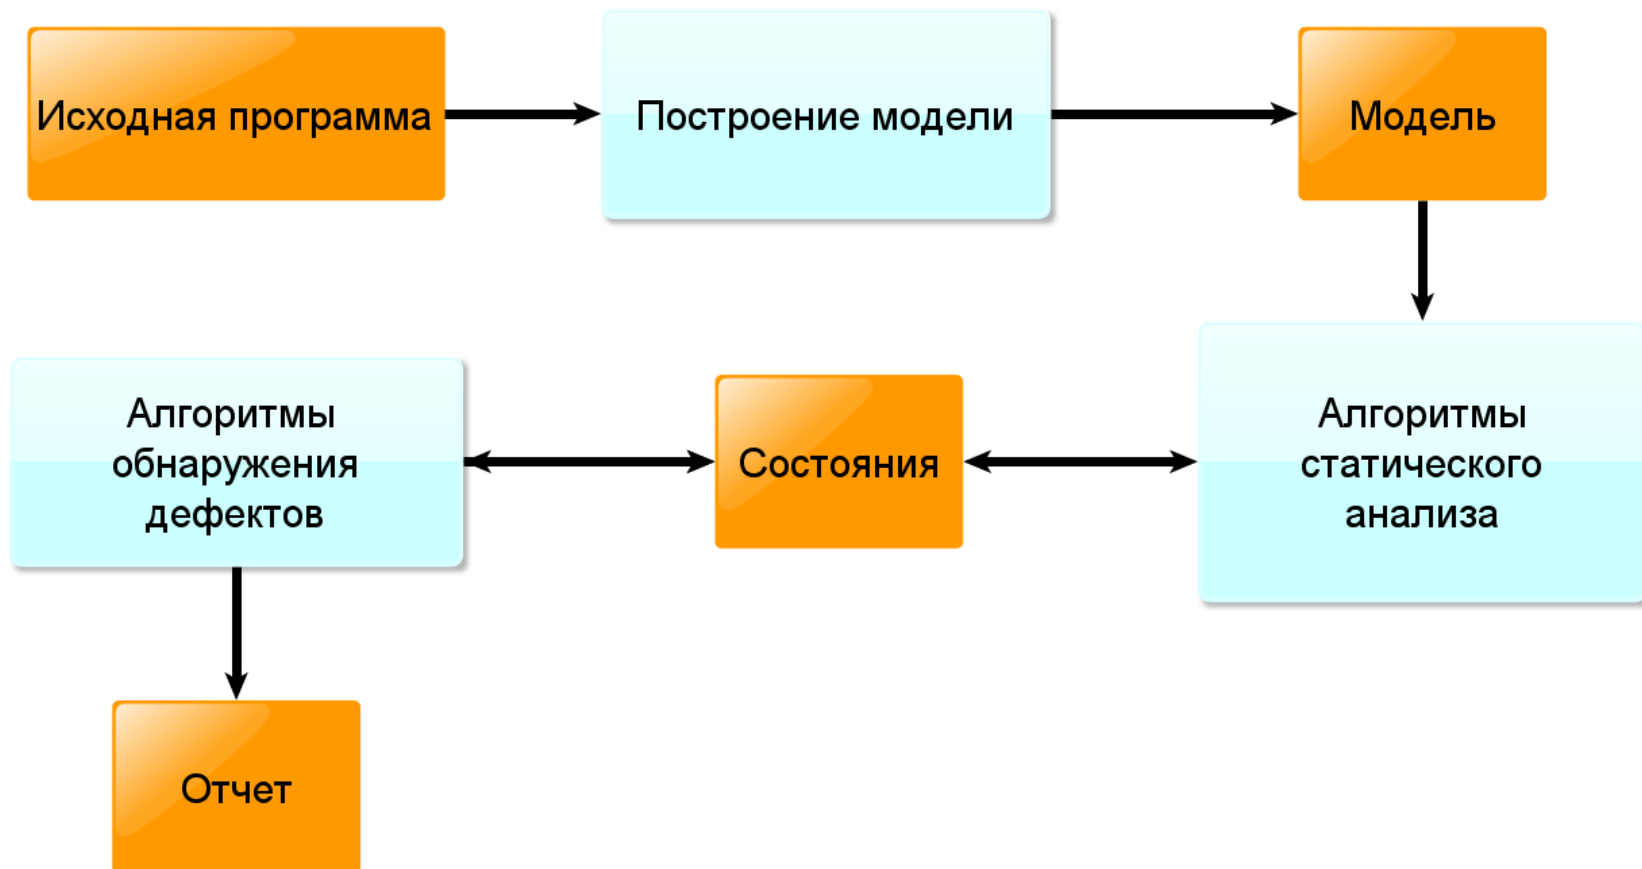 Исходная программа
Построение модели
Модель
Алгоритмы
обнаружения
дефектов
Состояния
Алгоритмы
статического
анализа
Отчет